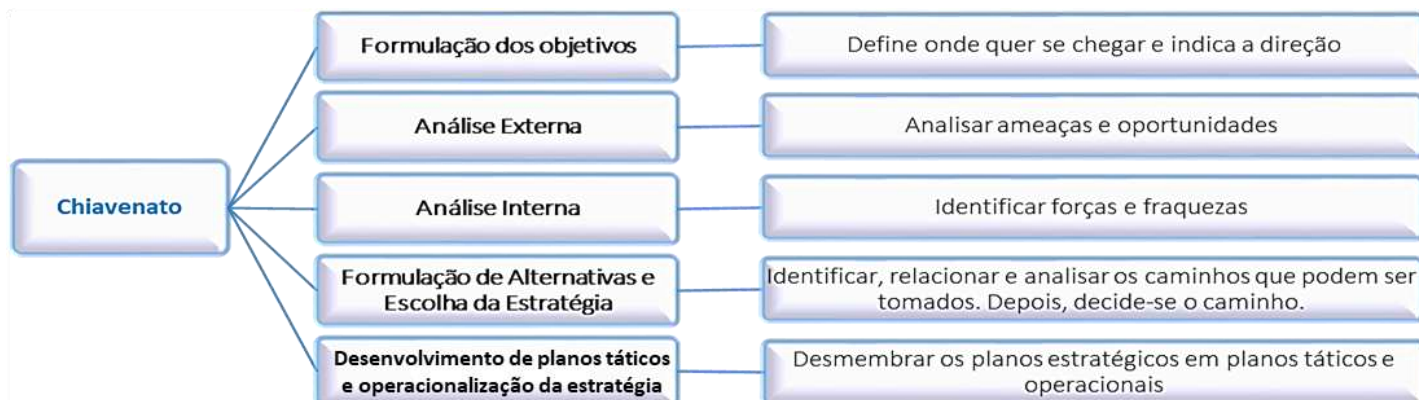 Chiavenato
Formulação dos objetivos
Define onde quer se chegar e indica a direção
Análise Externa
Analisar ameaças e oportunidades
Análise Interna
Identificar forças e fraquezas
Formulação de Alternativas e
Escolha da Estratégia
Identificar, relacionar e analisar os caminhos que podem ser
tomados. Depois, decide-se o caminho.
Desenvolvimento de planos táticos
e operacionalização da estratégia
Desmembrar os planos estratégicos em planos táticos e
operacionais